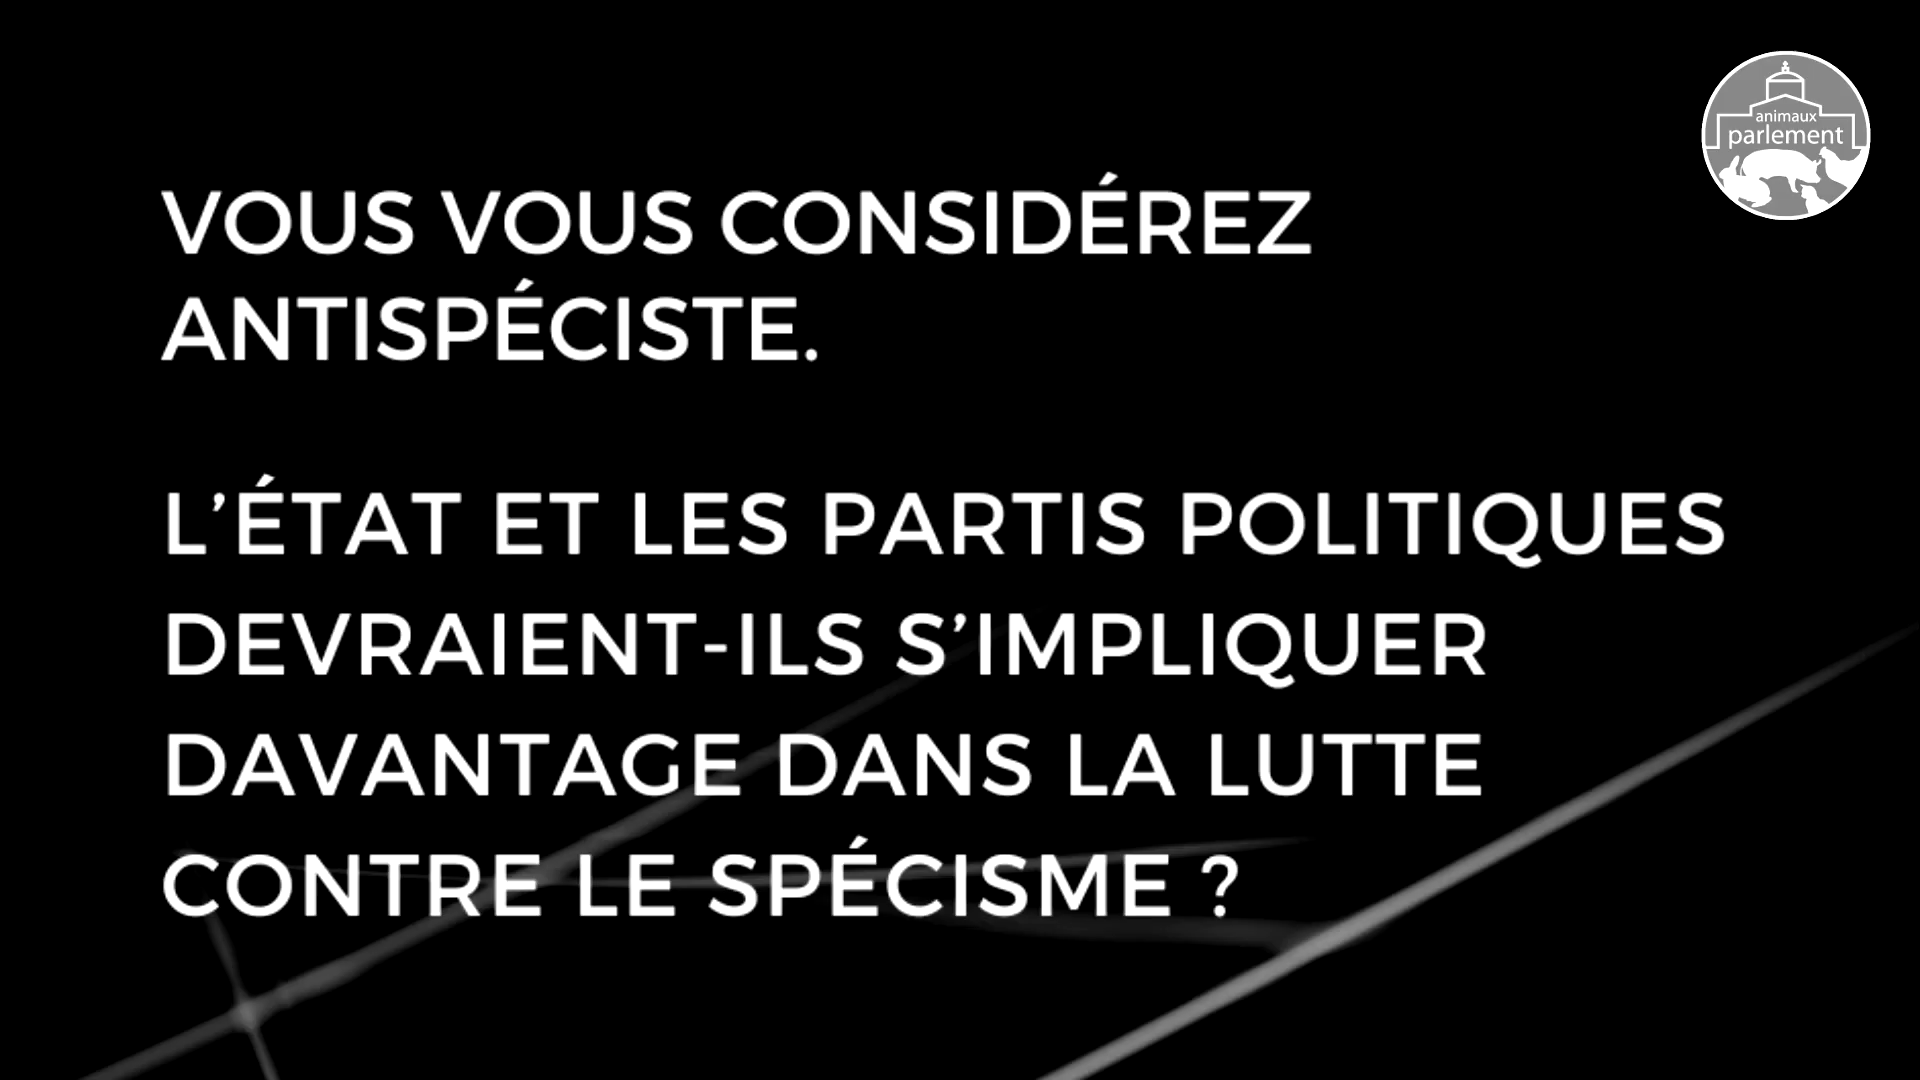 animaux
parlement
VOUS VOUS CONSIDÉREZ
ANTISPÉCISTE.
L’ÉTAT ET LES PARTIS POLITIQUES
DEVRAIENT-ILS S’IMPLIQUER
DAVANTAGE DANS LA LUTTE
CONTRE LE SPÉCISME ?